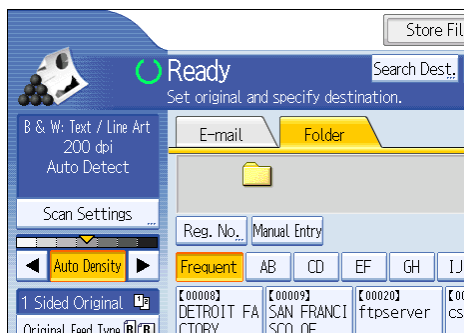 Store Fil
Ready
Search Dest.
Set original and specify destination.
B & W: Text / Line Art
200 dpi
Auto Detect
E-mail
Folder
Scan Settings
Reg. No.
Manual Entry
Auto Density
Frequent
AB
CD
EF
GH
IJ
1 Sided Original
[00008]
DETROIT FA
CTORY
[00009]
SAN FRANCI
SCO OF
[00020]
ftpserver
[00
cs
Original Feed Type